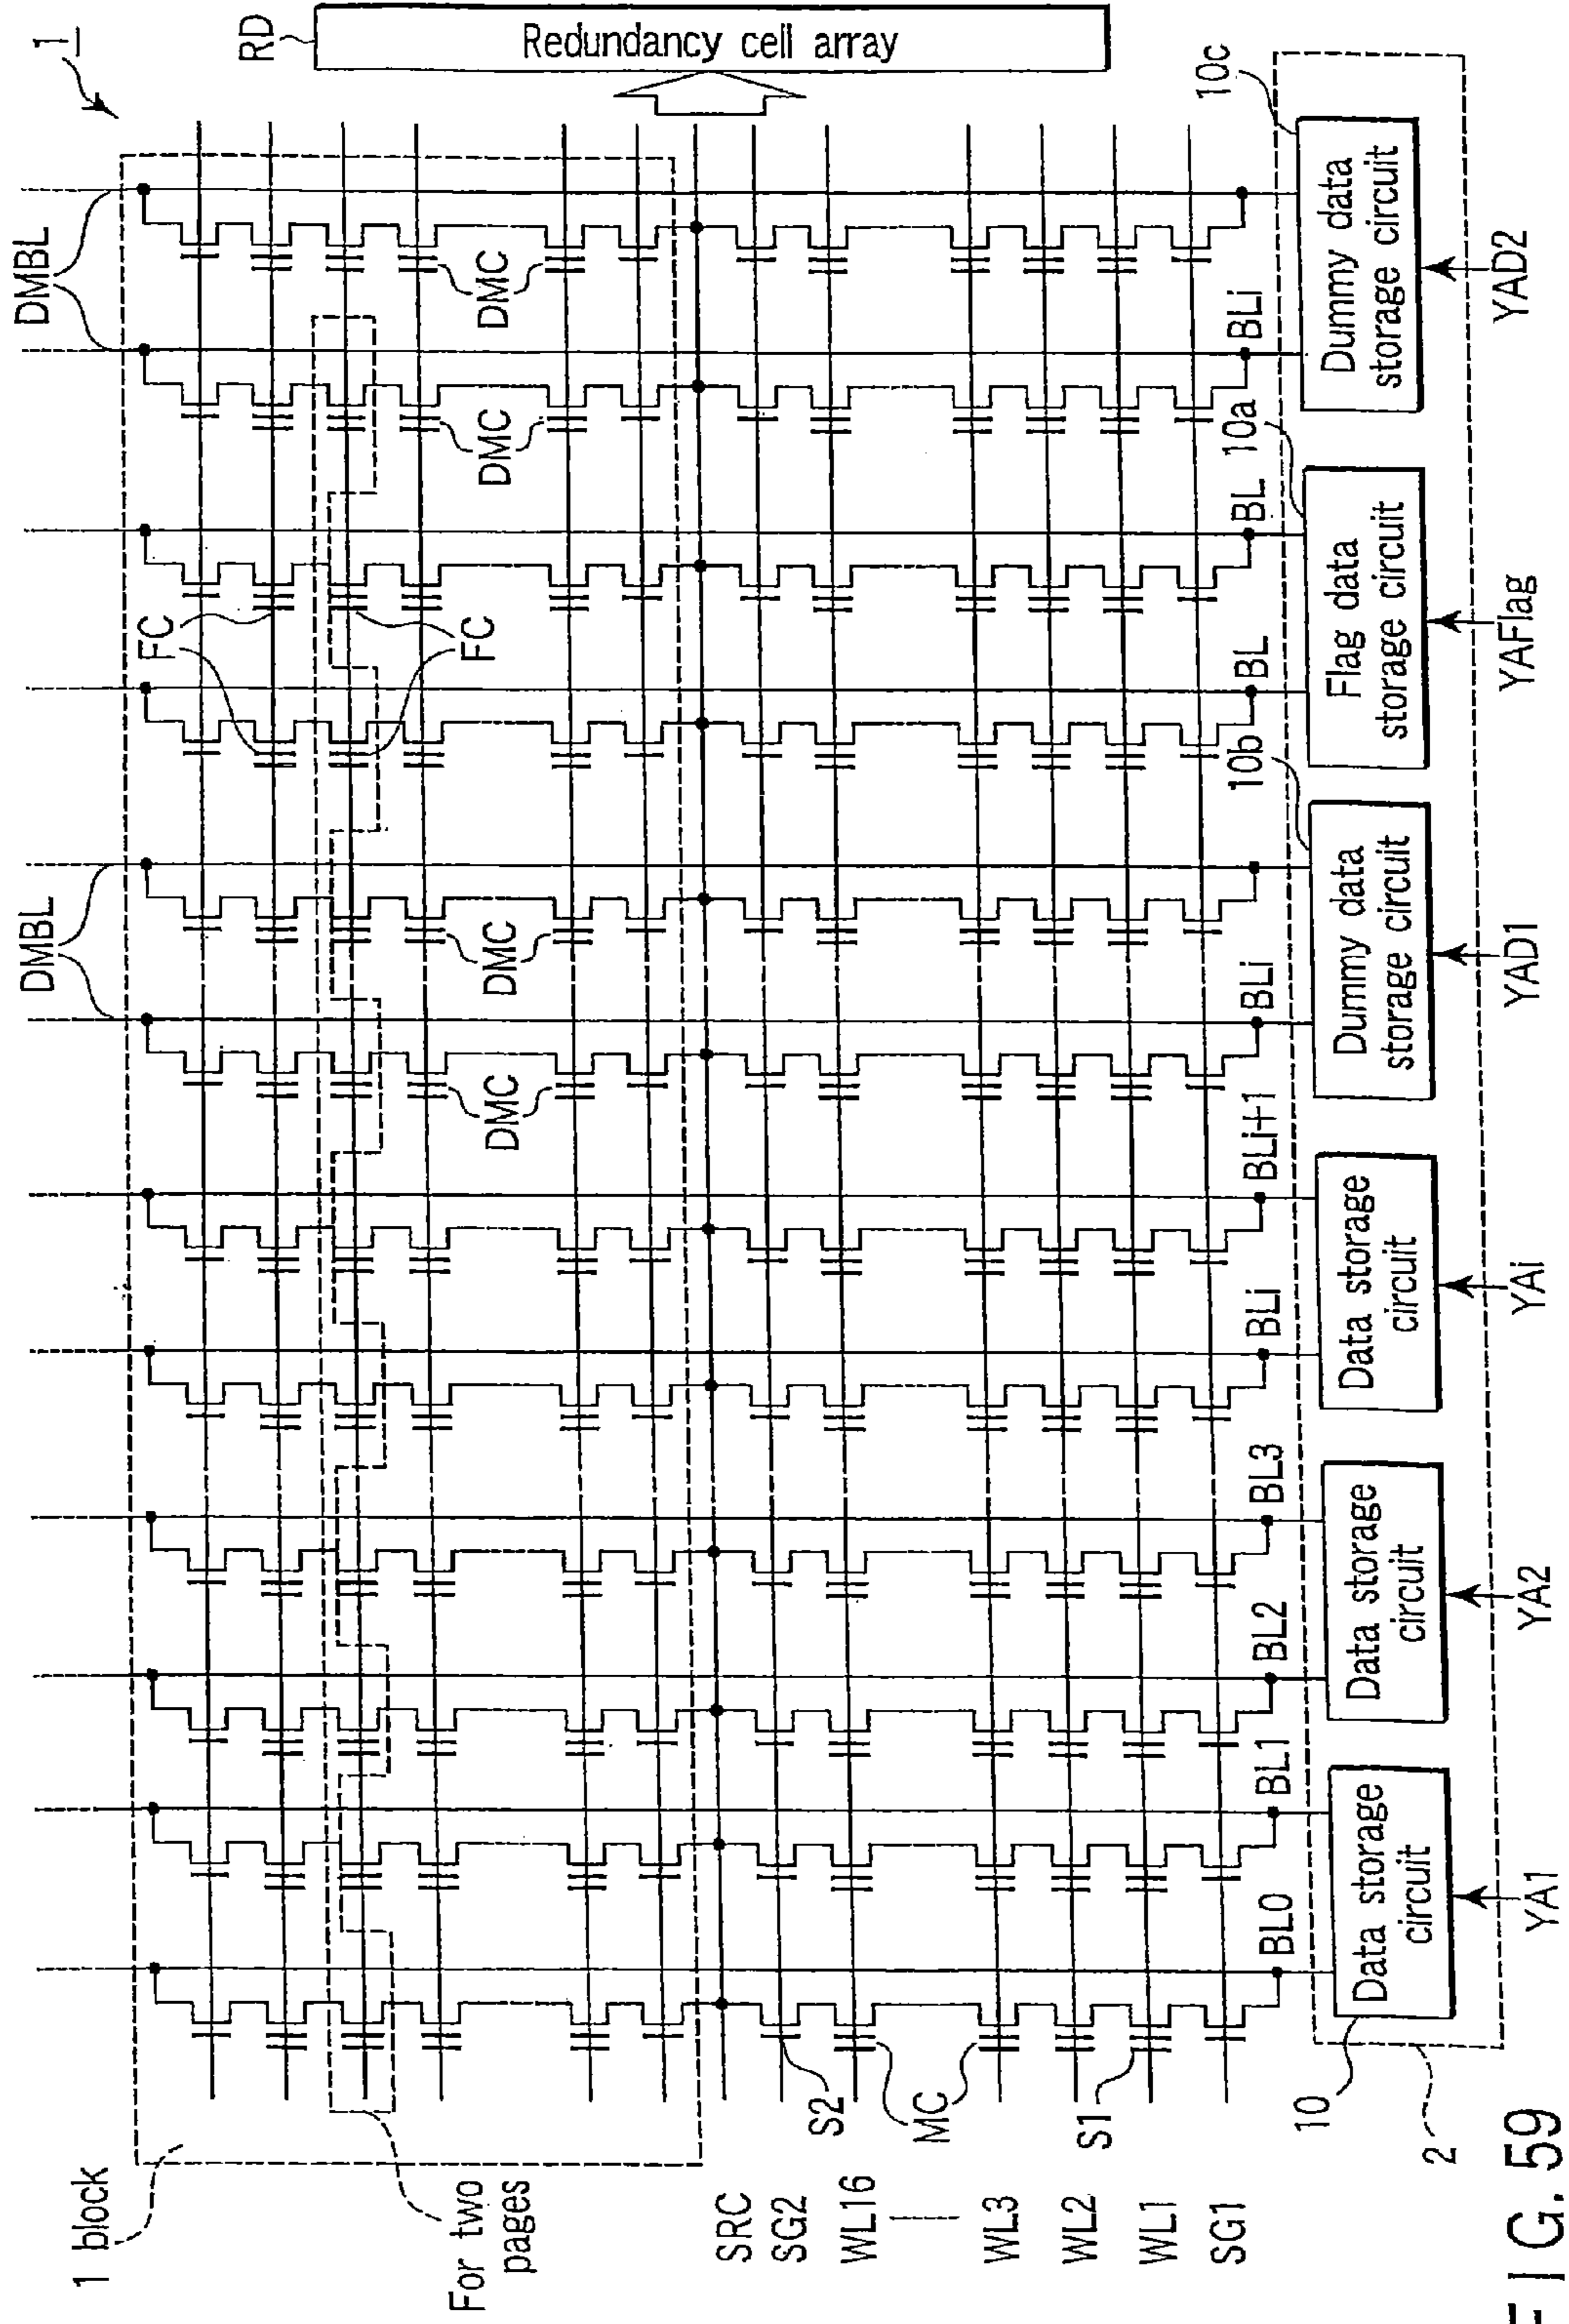 1
RD
Redundancy cell array
DMBL
DMBL
1 block
For two
pages
FC
FC
DMC
DMC
DMC
DMC
SRC
SG2
WL16
WL3
WL2
WL1
SG1
S2
MC
S1
BL0
BL1
BL2
BL3
BLi
BLi+1
BLi
BL
BL
BLi
10
2
10b
10a
10c
Data storage
circuit
Data storage
circuit
Data storage
circuit
Dummy data
storage circuit
Flag data
storage circuit
Dummy data
storage circuit
YA1
YA2
YAi
YAD1
YAFlag
YAD2
FIG. 59